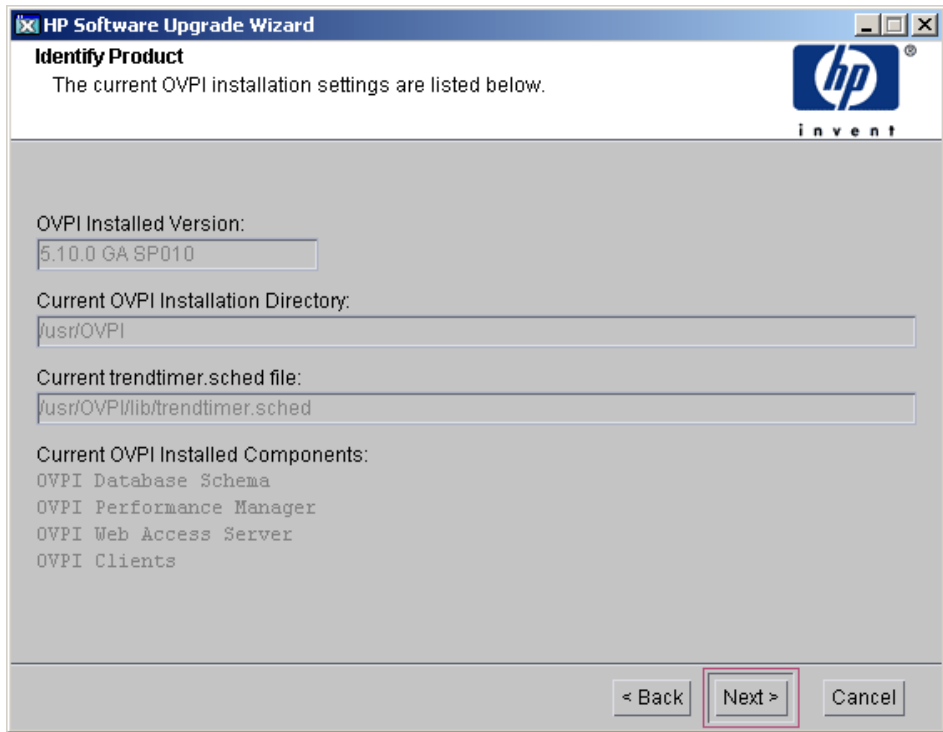 HP Software Upgrade Wizard
Identify Product
The current OVPI installation settings are listed below.
hp
®
invent
OVPI Installed Version:
5.10.0 GA SP010
Current OVPI Installation Directory:
/usr/OVPI
Current trendtimer.sched file:
/usr/OVPI/lib/trendtimer.sched
Current OVPI Installed Components:
OVPI Database Schema
OVPI Performance Manager
OVPI Web Access Server
OVPI Clients
< Back Next > Cancel